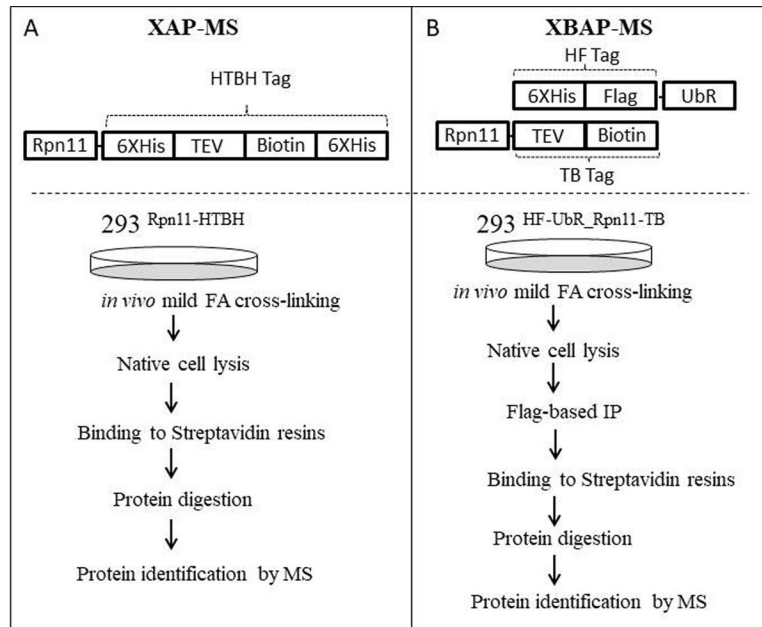 A
XAP-MS
HTBH Tag
Rpn11 6XHis TEV Biotin 6XHis
293 Rpn11-HTBH
in vivo mild FA cross-linking
Native cell lysis
Binding to Streptavidin resins
Protein digestion
Protein identification by MS
B
XBAP-MS
HF Tag
6XHis Flag UbR
Rpn11 TEV Biotin
TB Tag
293 HF-UbR_Rpn11-TB
in vivo mild FA cross-linking
Native cell lysis
Flag-based IP
Binding to Streptavidin resins
Protein digestion
Protein identification by MS